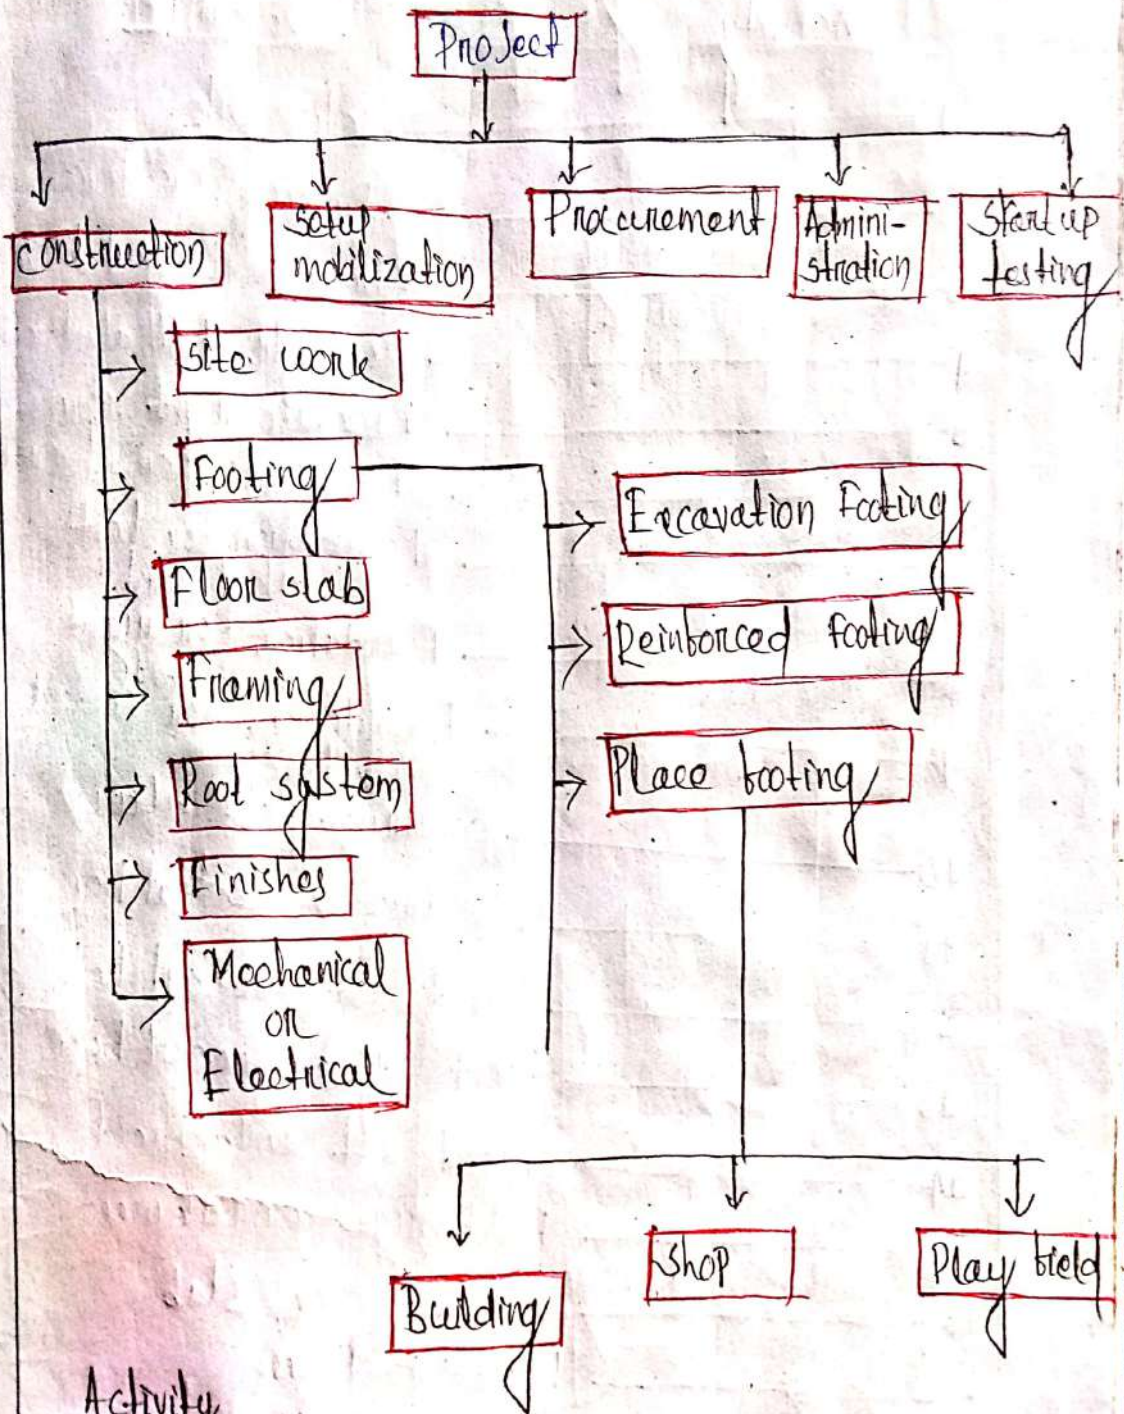 Project
Construction
Setup
mobilization
Procurement
Admini-
stration
Start up
testing
Site work
Footing
Floor slab
Framing
Roof system
Finishes
Mechanical
or
Electrical
Excavation Footing
Reinforced footing
Place footing
Building
Shop
Play field
Activity